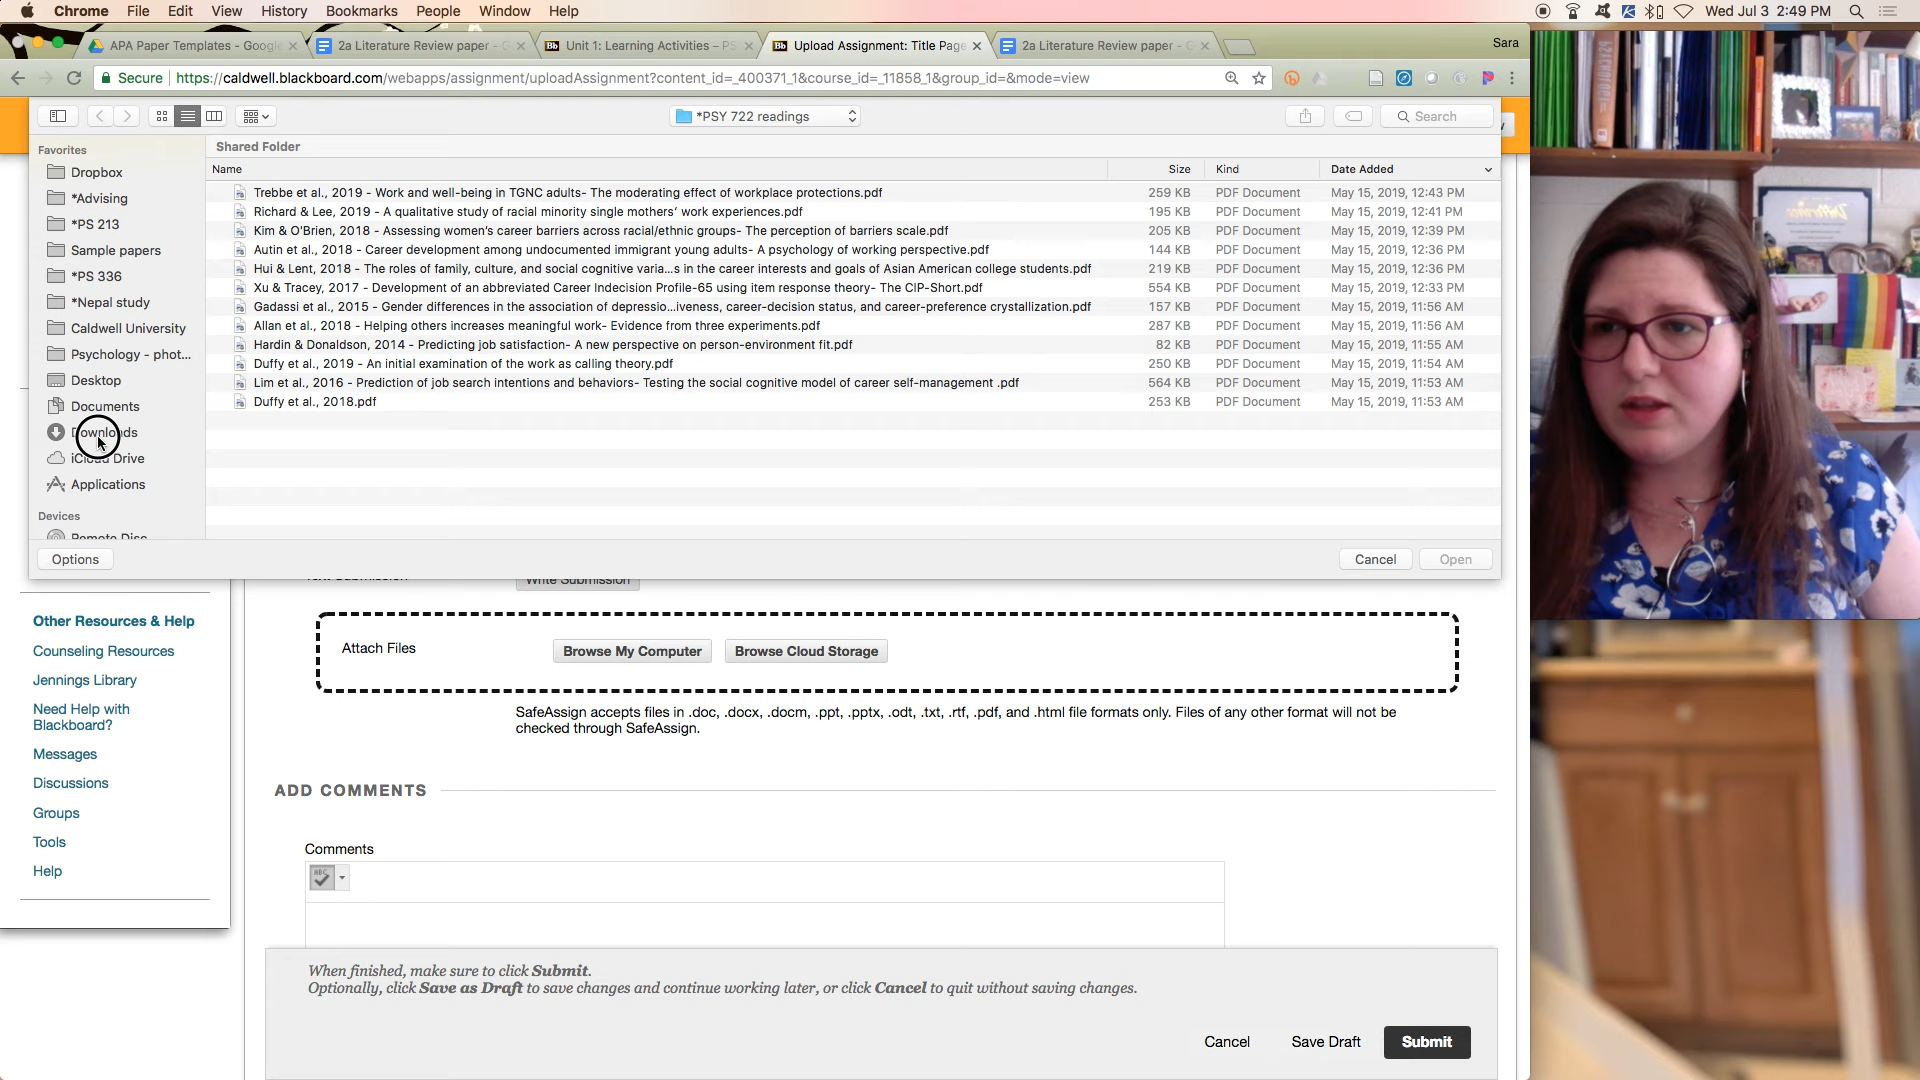 Chrome File Edit View History Bookmarks People Window Help Wed Jul 3 2:49 PM
APA Paper Templates - Google 2a Literature Review paper - G Unit 1: Learning Activities – PS Upload Assignment: Title Page 2a Literature Review paper - G Sara
Secure https://caldwell.blackboard.com/webapps/assignment/uploadAssignment?content_id=_400371_1&course_id=_11858_1&group_id=&mode=view
*PSY 722 readings Search
Favorites
Dropbox
*Advising
*PS 213
Sample papers
*PS 336
*Nepal study
Caldwell University
Psychology - phot...
Desktop
Documents
Downloads
iCloud Drive
Applications
Devices
Remote Disc
Shared Folder
Name Size Kind Date Added
Trebbe et al., 2019 - Work and well-being in TGNC adults- The moderating effect of workplace protections.pdf 259 KB PDF Document May 15, 2019, 12:43 PM
Richard & Lee, 2019 - A qualitative study of racial minority single mothers' work experiences.pdf 195 KB PDF Document May 15, 2019, 12:41 PM
Kim & O'Brien, 2018 - Assessing women's career barriers across racial/ethnic groups- The perception of barriers scale.pdf 205 KB PDF Document May 15, 2019, 12:39 PM
Autin et al., 2018 - Career development among undocumented immigrant young adults- A psychology of working perspective.pdf 144 KB PDF Document May 15, 2019, 12:36 PM
Hui & Lent, 2018 - The roles of family, culture, and social cognitive varia...s in the career interests and goals of Asian American college students.pdf 219 KB PDF Document May 15, 2019, 12:36 PM
Xu & Tracey, 2017 - Development of an abbreviated Career Indecision Profile-65 using item response theory- The CIP-Short.pdf 554 KB PDF Document May 15, 2019, 12:33 PM
Gadassi et al., 2015 - Gender differences in the association of depressio...iveness, career-decision status, and career-preference crystallization.pdf 157 KB PDF Document May 15, 2019, 11:56 AM
Allan et al., 2018 - Helping others increases meaningful work- Evidence from three experiments.pdf 287 KB PDF Document May 15, 2019, 11:56 AM
Hardin & Donaldson, 2014 - Predicting job satisfaction- A new perspective on person-environment fit.pdf 82 KB PDF Document May 15, 2019, 11:55 AM
Duffy et al., 2019 - An initial examination of the work as calling theory.pdf 250 KB PDF Document May 15, 2019, 11:54 AM
Lim et al., 2016 - Prediction of job search intentions and behaviors- Testing the social cognitive model of career self-management .pdf 564 KB PDF Document May 15, 2019, 11:53 AM
Duffy et al., 2018.pdf 253 KB PDF Document May 15, 2019, 11:53 AM
Options Cancel Open
Write Submission
Other Resources & Help
Counseling Resources
Jennings Library
Need Help with
Blackboard?
Messages
Discussions
Groups
Tools
Help
Attach Files Browse My Computer Browse Cloud Storage
SafeAssign accepts files in .doc, .docx, .docm, .ppt, .pptx, .odt, .txt, .rtf, .pdf, and .html file formats only. Files of any other format will not be
checked through SafeAssign.
ADD COMMENTS
Comments
ABC
When finished, make sure to click Submit.
Optionally, click Save as Draft to save changes and continue working later, or click Cancel to quit without saving changes.
Cancel Save Draft Submit